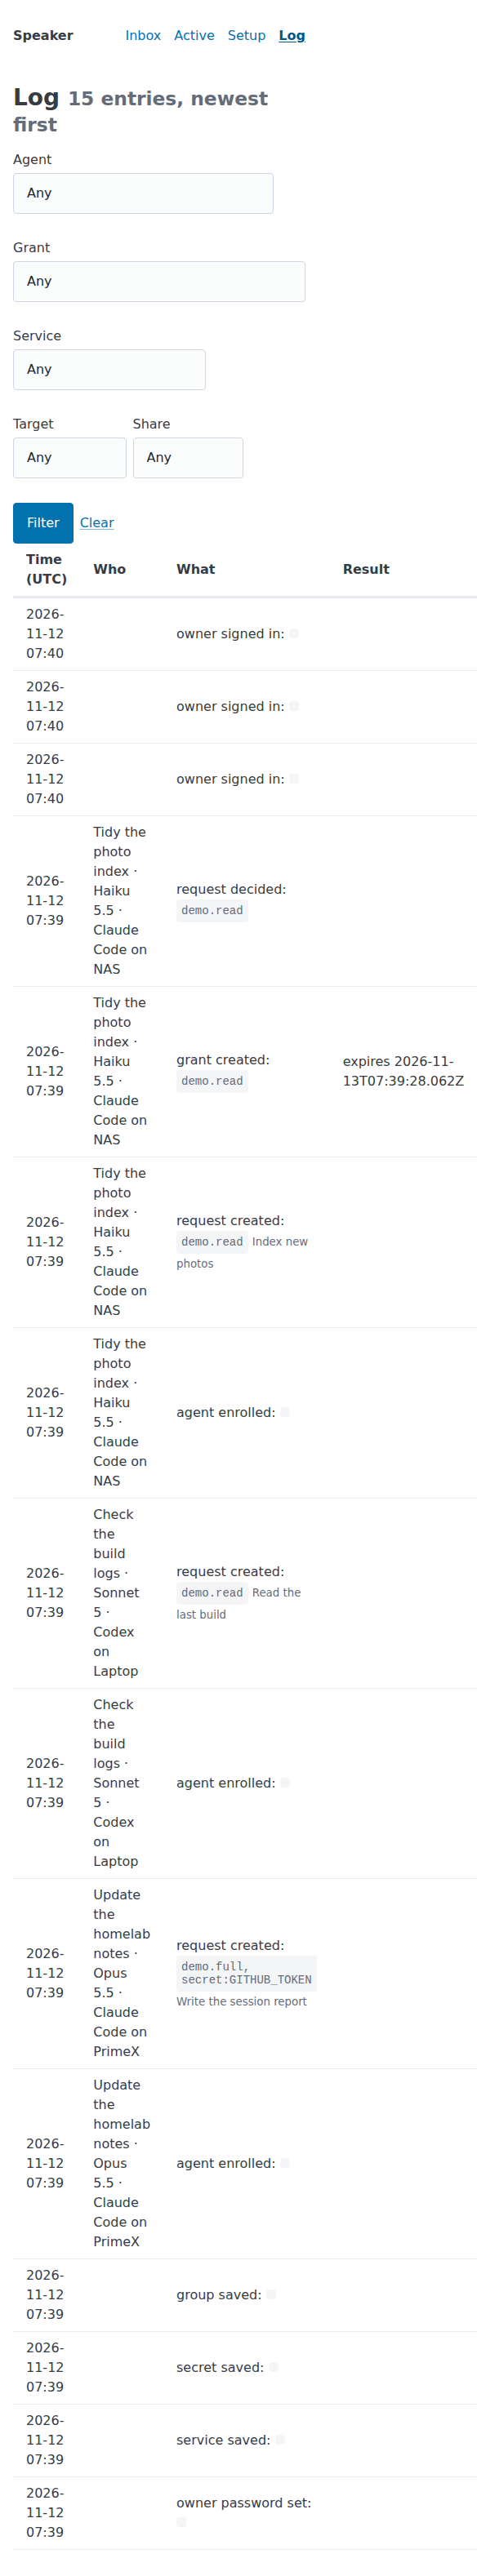 Speaker Inbox Active Setup Log
Log 15 entries, newest
first
Agent
Any
Grant
Any
Service
Any
Target Share
Any Any
Filter Clear
Time
(UTC) Who What Result
2026-
11-12
07:40
owner signed in:
2026-
11-12
07:40
owner signed in:
2026-
11-12
07:40
owner signed in:
2026-
11-12
07:39
Tidy the
photo
index ·
Haiku
5.5 ·
Claude
Code on
NAS
request decided:
demo.read
2026-
11-12
07:39
Tidy the
photo
index ·
Haiku
5.5 ·
Claude
Code on
NAS
grant created:
demo.read
expires 2026-11-
13T07:39:28.062Z
2026-
11-12
07:39
Tidy the
photo
index ·
Haiku
5.5 ·
Claude
Code on
NAS
request created:
demo.read Index new
photos
2026-
11-12
07:39
Tidy the
photo
index ·
Haiku
5.5 ·
Claude
Code on
NAS
agent enrolled:
2026-
11-12
07:39
Check
the
build
logs ·
Sonnet
5 ·
Codex
on
Laptop
request created:
demo.read Read the
last build
2026-
11-12
07:39
Check
the
build
logs ·
Sonnet
5 ·
Codex
on
Laptop
agent enrolled:
2026-
11-12
07:39
Update
the
homelab
notes ·
Opus
5.5 ·
Claude
Code on
PrimeX
request created:
demo.full,
secret:GITHUB_TOKEN
Write the session report
2026-
11-12
07:39
Update
the
homelab
notes ·
Opus
5.5 ·
Claude
Code on
PrimeX
agent enrolled:
2026-
11-12
07:39
group saved:
2026-
11-12
07:39
secret saved:
2026-
11-12
07:39
service saved:
2026-
11-12
07:39
owner password set: